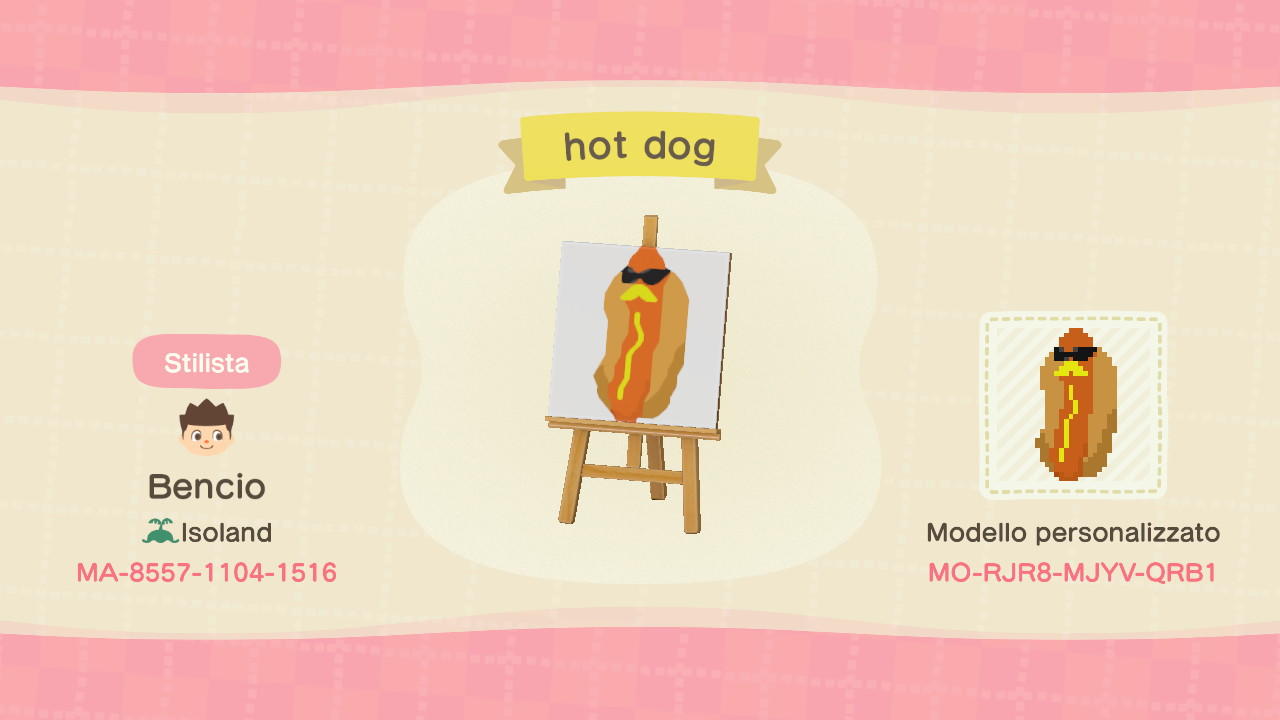 hot dog
Stilista
Bencio
Isoland
MA-8557-1104-1516
Modello personalizzato
MO-RJR8-MJYV-QRB1